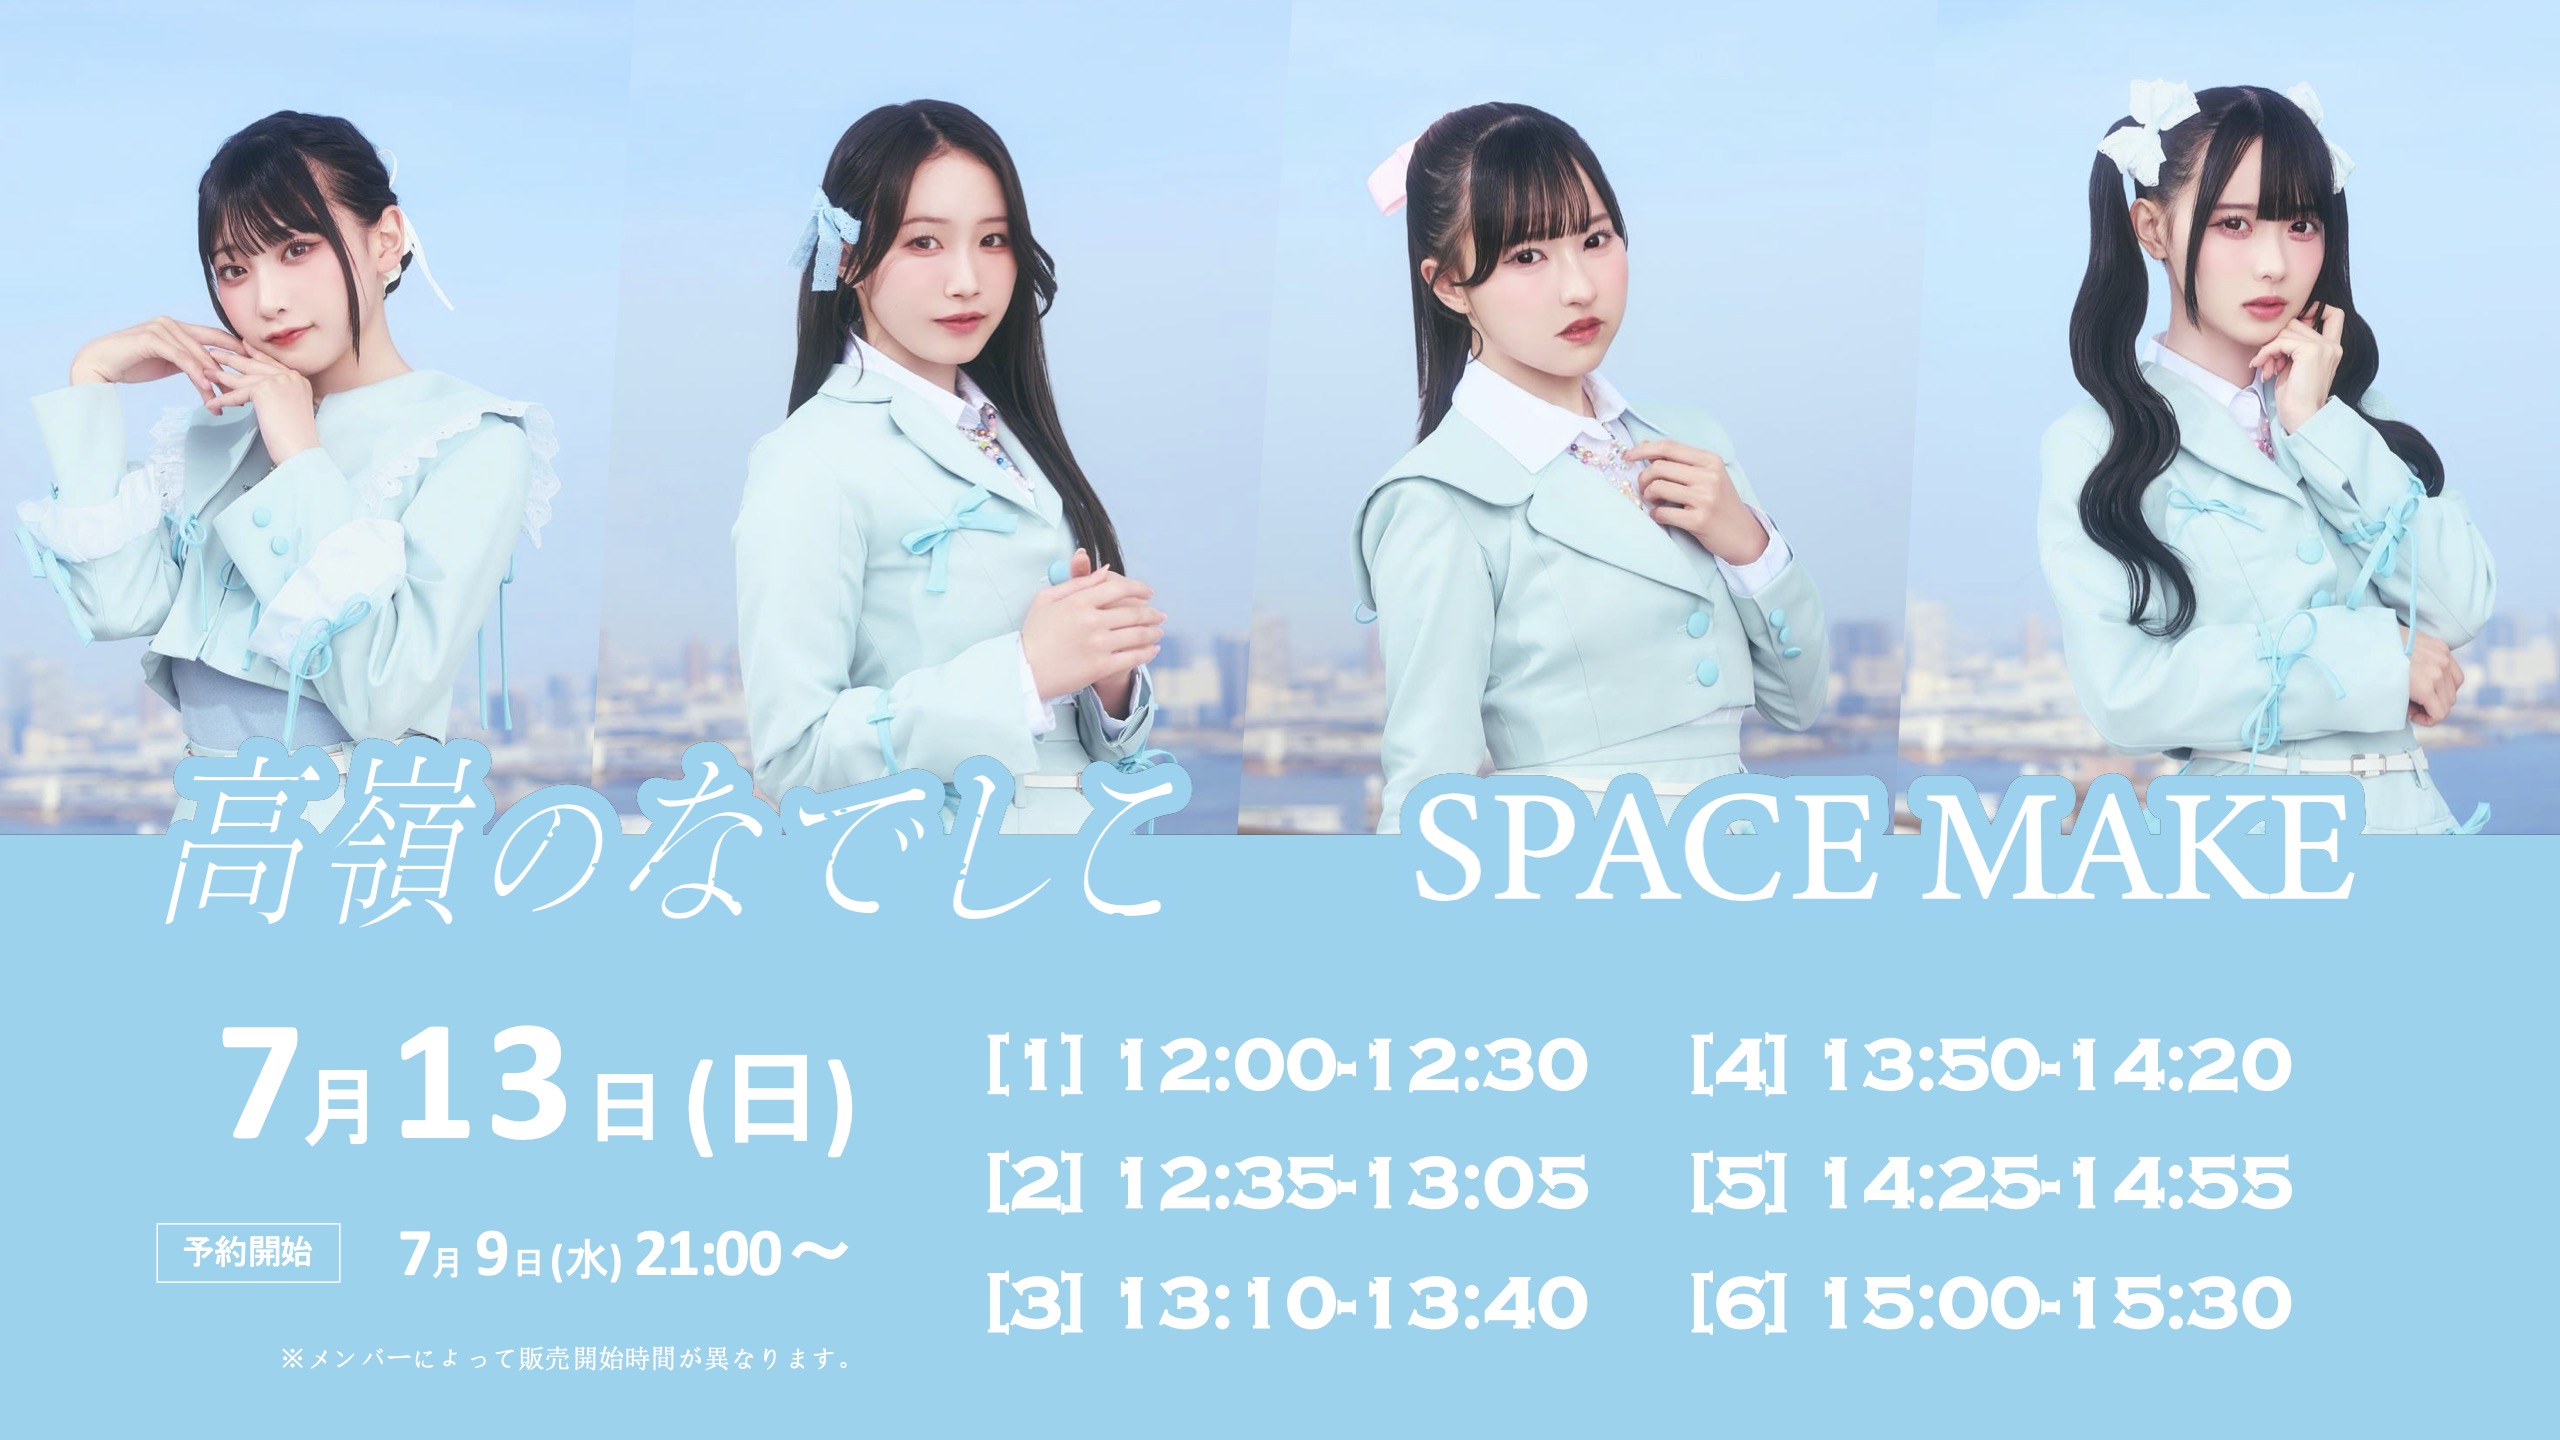 高嶺のなでしこ SPACE MAKE
7月13日(日)
予約開始 7月9日(水) 21:00〜
※メンバーによって販売開始時間が異なります。
[1] 12:00-12:30
[2] 12:35-13:05
[3] 13:10-13:40
[4] 13:50-14:20
[5] 14:25-14:55
[6] 15:00-15:30